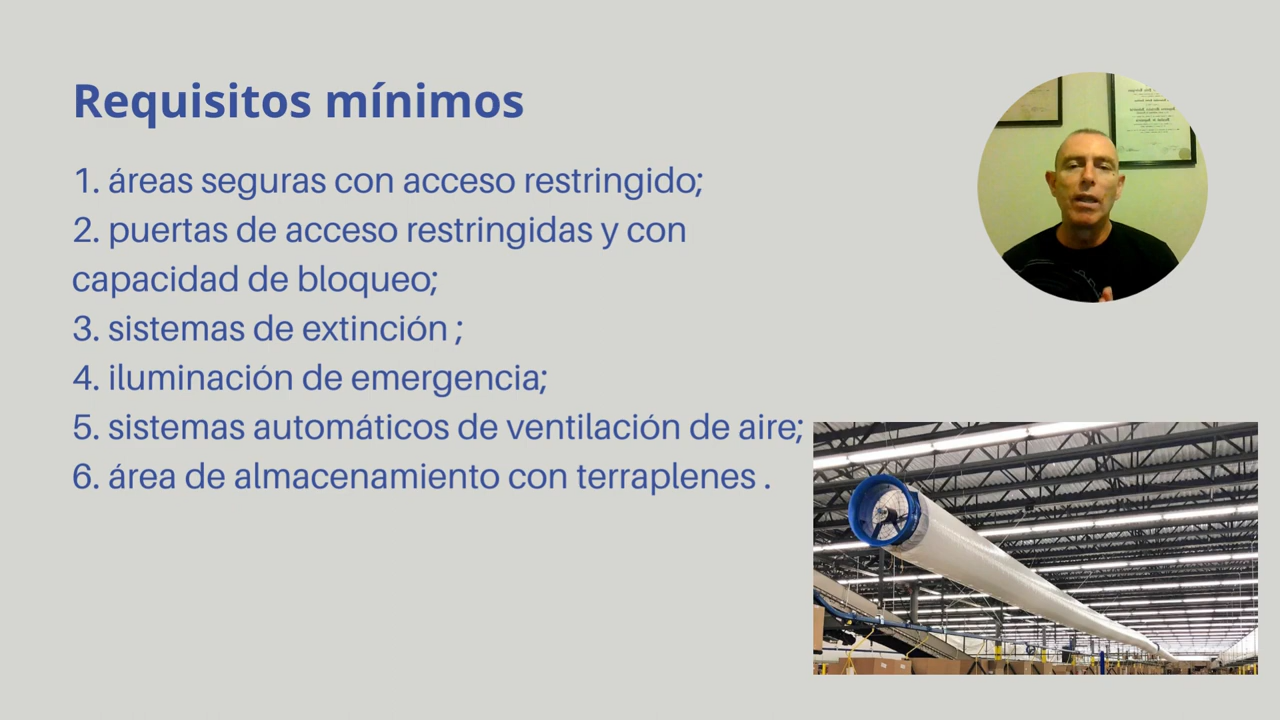 Requisitos mínimos
1. áreas seguras con acceso restringido;
2. puertas de acceso restringidas y con
capacidad de bloqueo;
3. sistemas de extinción ;
4. iluminación de emergencia;
5. sistemas automáticos de ventilación de aire;
6. área de almacenamiento con terraplenes .